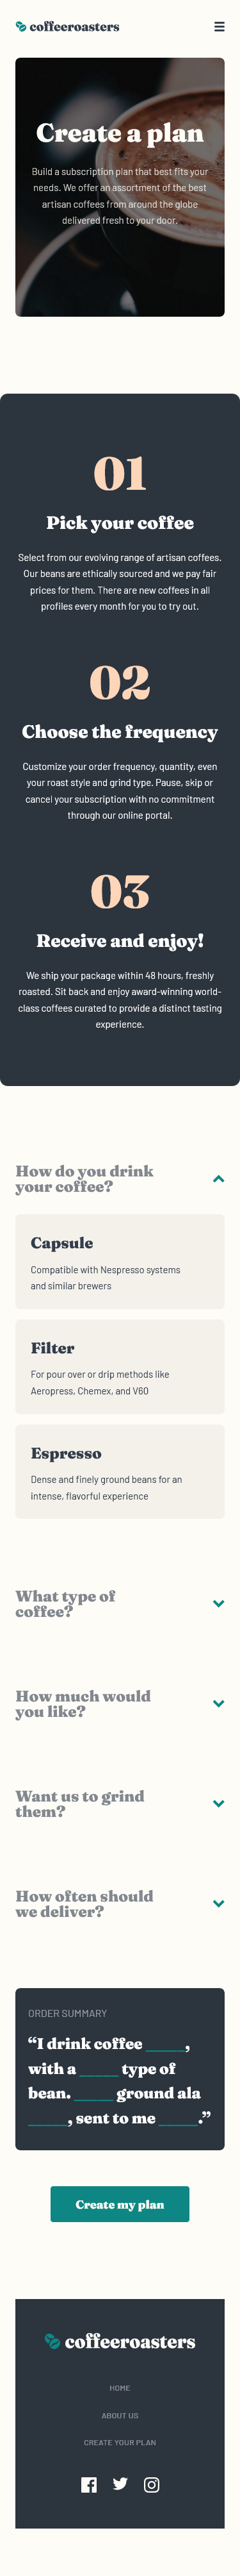 coffeeroasters
Create a plan
Build a subscription plan that best fits your
needs. We offer an assortment of the best
artisan coffees from around the globe
delivered fresh to your door.
01
Pick your coffee
Select from our evolving range of artisan coffees.
Our beans are ethically sourced and we pay fair
prices for them. There are new coffees in all
profiles every month for you to try out.
02
Choose the frequency
Customize your order frequency, quantity, even
your roast style and grind type. Pause, skip or
cancel your subscription with no commitment
through our online portal.
03
Receive and enjoy!
We ship your package within 48 hours, freshly
roasted. Sit back and enjoy award-winning world-
class coffees curated to provide a distinct tasting
experience.
How do you drink
your coffee?
Capsule
Compatible with Nespresso systems
and similar brewers
Filter
For pour over or drip methods like
Aeropress, Chemex, and V60
Espresso
Dense and finely ground beans for an
intense, flavorful experience
What type of
coffee?
How much would
you like?
Want us to grind
them?
How often should
we deliver?
ORDER SUMMARY
“I drink coffee _____,
with a _____ type of
bean. _____ ground ala
_____, sent to me _____.”
Create my plan
coffeeroasters
HOME
ABOUT US
CREATE YOUR PLAN